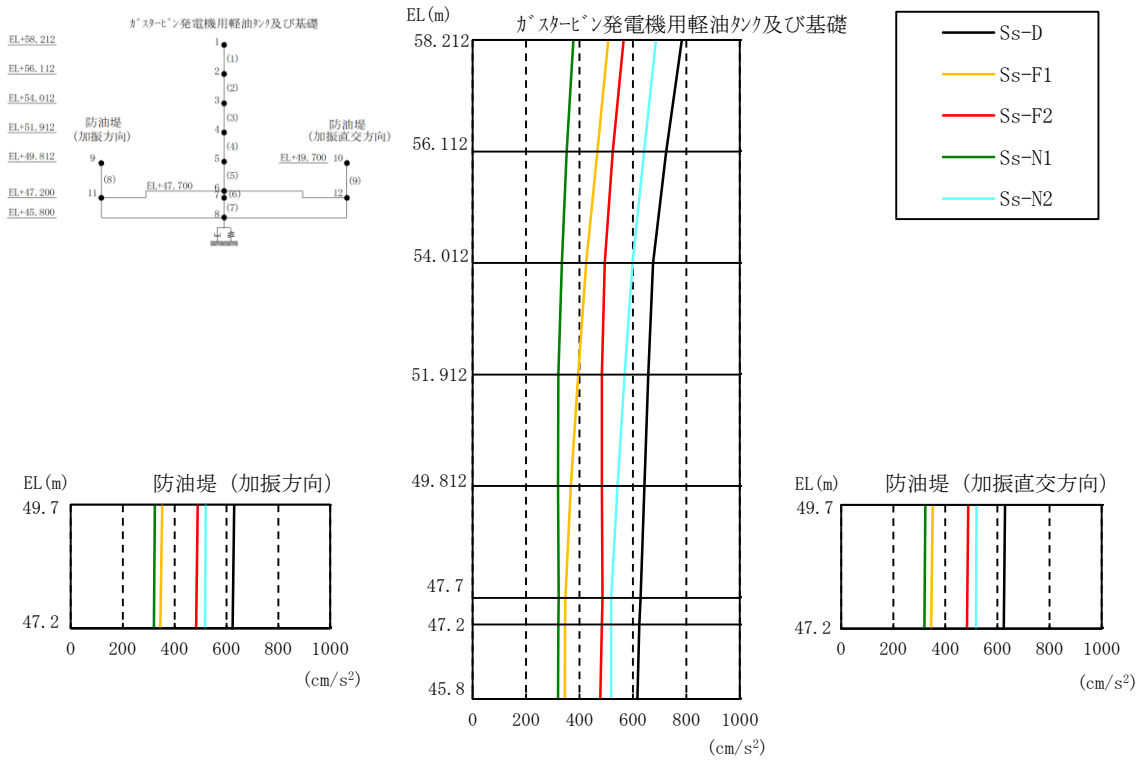 ｶﾞｽﾀｰﾋﾞﾝ発電機用軽油ﾀﾝｸ及び基礎
EL+58.212
EL+56.112
EL+54.012
EL+51.912
EL+49.812
EL+47.200
EL+45.800
防油堤
(加振方向)
防油堤
(加振直交方向)
EL+49.700
EL+47.700
1
(1)
2
(2)
3
(3)
4
(4)
5
(5)
6
(6)
7
(7)
8
9
(8)
11
10
(9)
12
EL(m)
ｶﾞｽﾀｰﾋﾞﾝ発電機用軽油ﾀﾝｸ及び基礎
58.212
56.112
54.012
51.912
49.812
47.7
47.2
45.8
0 200 400 600 800 1000
(cm/s²)
Ss-D
Ss-F1
Ss-F2
Ss-N1
Ss-N2
EL(m)
防油堤 (加振方向)
49.7
47.2
0 200 400 600 800 1000
(cm/s²)
EL(m)
防油堤 (加振直交方向)
49.7
47.2
0 200 400 600 800 1000
(cm/s²)